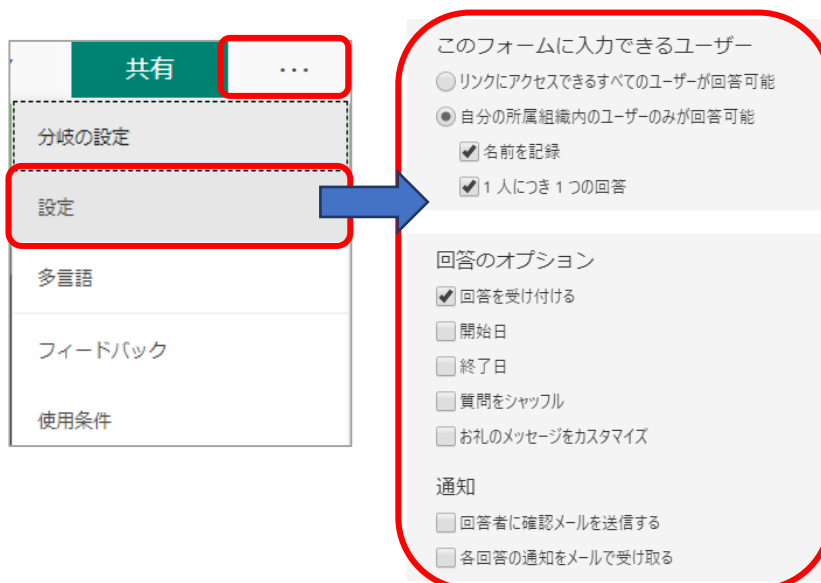 共有
...
分岐の設定
設定
多言語
フィードバック
使用条件
このフォームに入力できるユーザー
リンクにアクセスできるすべてのユーザーが回答可能
自分の所属組織内のユーザーのみが回答可能
名前を記録
1 人につき 1 つの回答
回答のオプション
回答を受け付ける
開始日
終了日
質問をシャッフル
お礼のメッセージをカスタマイズ
通知
回答者に確認メールを送信する
各回答の通知をメールで受け取る